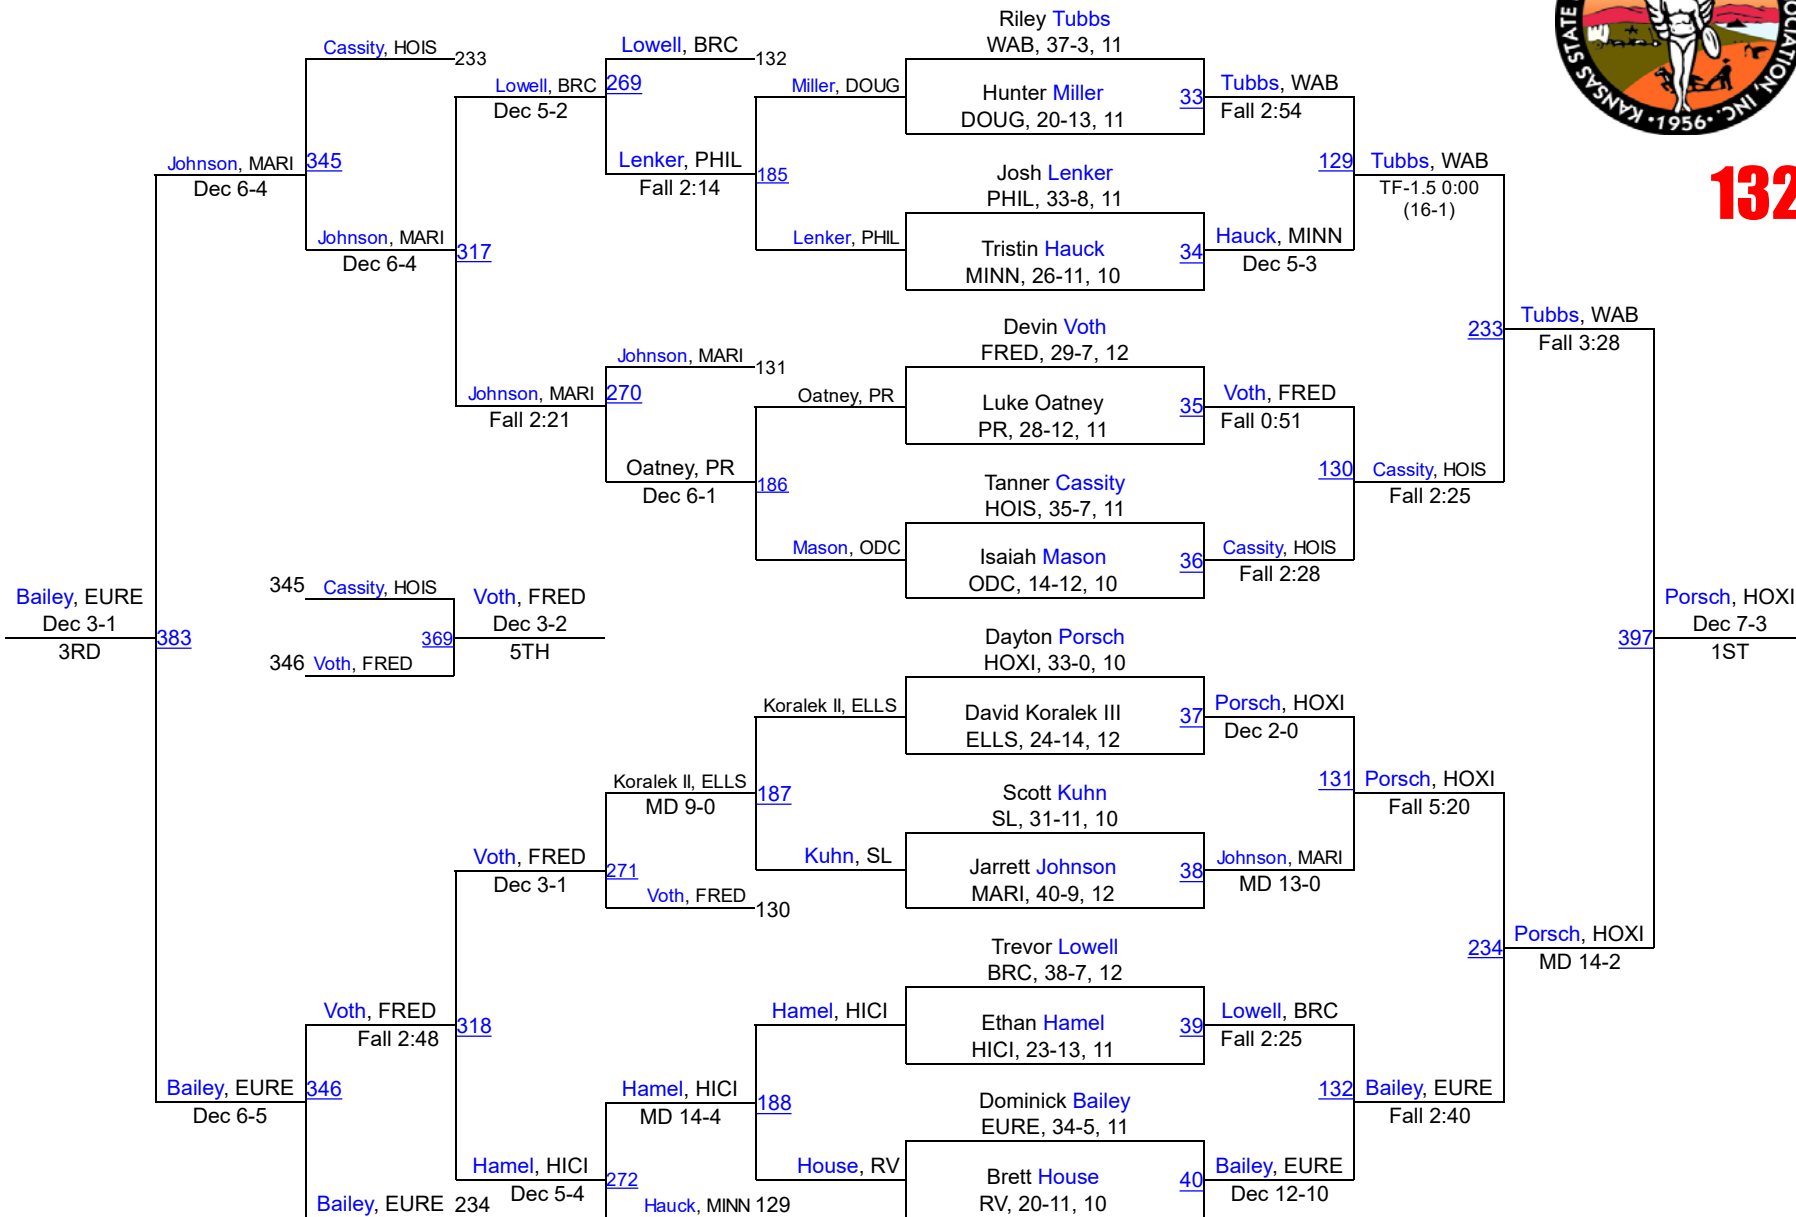 KANSAS STATE
OCIATION, INC.
•1956•
132
Riley Tubbs
WAB, 37-3, 11
Hunter Miller
DOUG, 20-13, 11
33
Josh Lenker
PHIL, 33-8, 11
Tristin Hauck
MINN, 26-11, 10
34
Devin Voth
FRED, 29-7, 12
Luke Oatney
PR, 28-12, 11
35
Tanner Cassity
HOIS, 35-7, 11
Isaiah Mason
ODC, 14-12, 10
36
Dayton Porsch
HOXI, 33-0, 10
David Koralek III
ELLS, 24-14, 12
37
Scott Kuhn
SL, 31-11, 10
Jarrett Johnson
MARI, 40-9, 12
38
Trevor Lowell
BRC, 38-7, 12
Ethan Hamel
HICI, 23-13, 11
39
Dominick Bailey
EURE, 34-5, 11
Brett House
RV, 20-11, 10
40
Tubbs, WAB
Fall 2:54
129
Hauck, MINN
Dec 5-3
Voth, FRED
Fall 0:51
130
Cassity, HOIS
Fall 2:28
Porsch, HOXI
Dec 2-0
131
Johnson, MARI
MD 13-0
Lowell, BRC
Fall 2:25
132
Bailey, EURE
Dec 12-10
Tubbs, WAB
TF-1.5 0:00
(16-1)
233
Cassity, HOIS
Fall 2:25
Porsch, HOXI
Fall 5:20
234
Bailey, EURE
Fall 2:40
Tubbs, WAB
Fall 3:28
397
Porsch, HOXI
MD 14-2
Porsch, HOXI
Dec 7-3
1ST
Miller, DOUG
185
Lenker, PHIL
Oatney, PR
186
Mason, ODC
Koralek II, ELLS
187
Kuhn, SL
Hamel, HICI
188
House, RV
Lowell, BRC
132
269
Lenker, PHIL
Fall 2:14
Johnson, MARI
131
270
Oatney, PR
Dec 6-1
Koralek II, ELLS
MD 9-0
271
Voth, FRED
130
Hamel, HICI
MD 14-4
272
Hauck, MINN 129
Lowell, BRC
Dec 5-2
317
Johnson, MARI
Fall 2:21
Voth, FRED
Dec 3-1
318
Hamel, HICI
Dec 5-4
Cassity, HOIS
233
345
Johnson, MARI
Dec 6-4
Voth, FRED
Fall 2:48
346
Bailey, EURE 234
Johnson, MARI
Dec 6-4
383
Bailey, EURE
Dec 6-5
Bailey, EURE
Dec 3-1
3RD
345 Cassity, HOIS
369
346 Voth, FRED
Voth, FRED
Dec 3-2
5TH